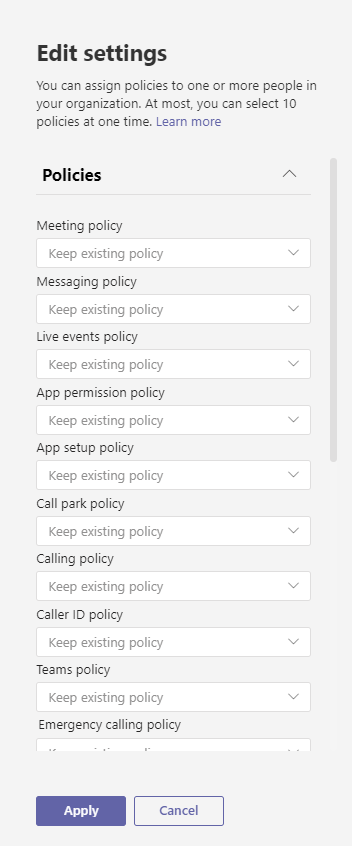 Edit settings
You can assign policies to one or more people in
your organization. At most, you can select 10
policies at one time. Learn more
Policies
Meeting policy
Keep existing policy
Messaging policy
Keep existing policy
Live events policy
Keep existing policy
App permission policy
Keep existing policy
App setup policy
Keep existing policy
Call park policy
Keep existing policy
Calling policy
Keep existing policy
Caller ID policy
Keep existing policy
Teams policy
Keep existing policy
Emergency calling policy
Apply
Cancel